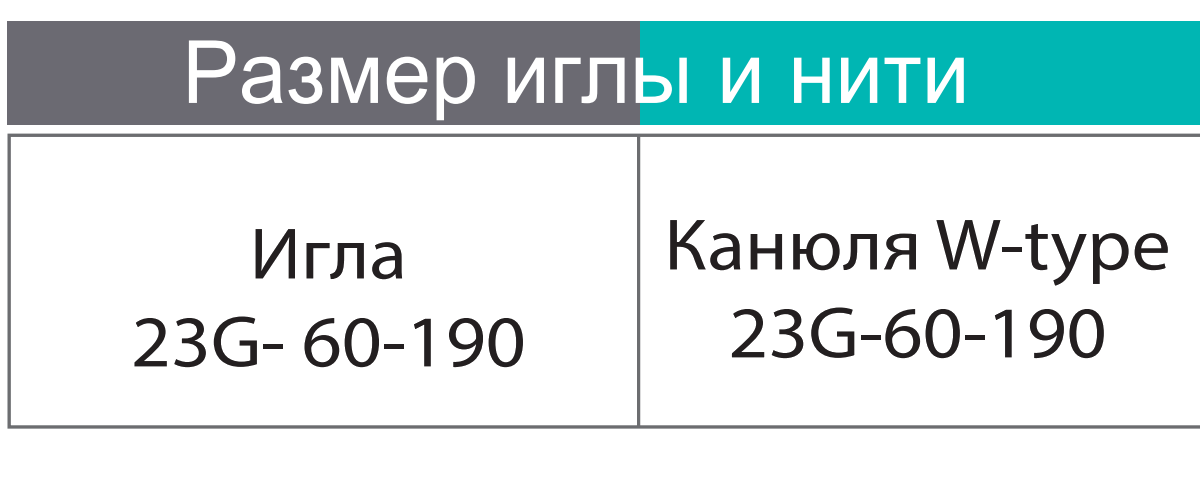 Размер иглы и нити
Игла
23G- 60-190
Канюля W-type
23G-60-190